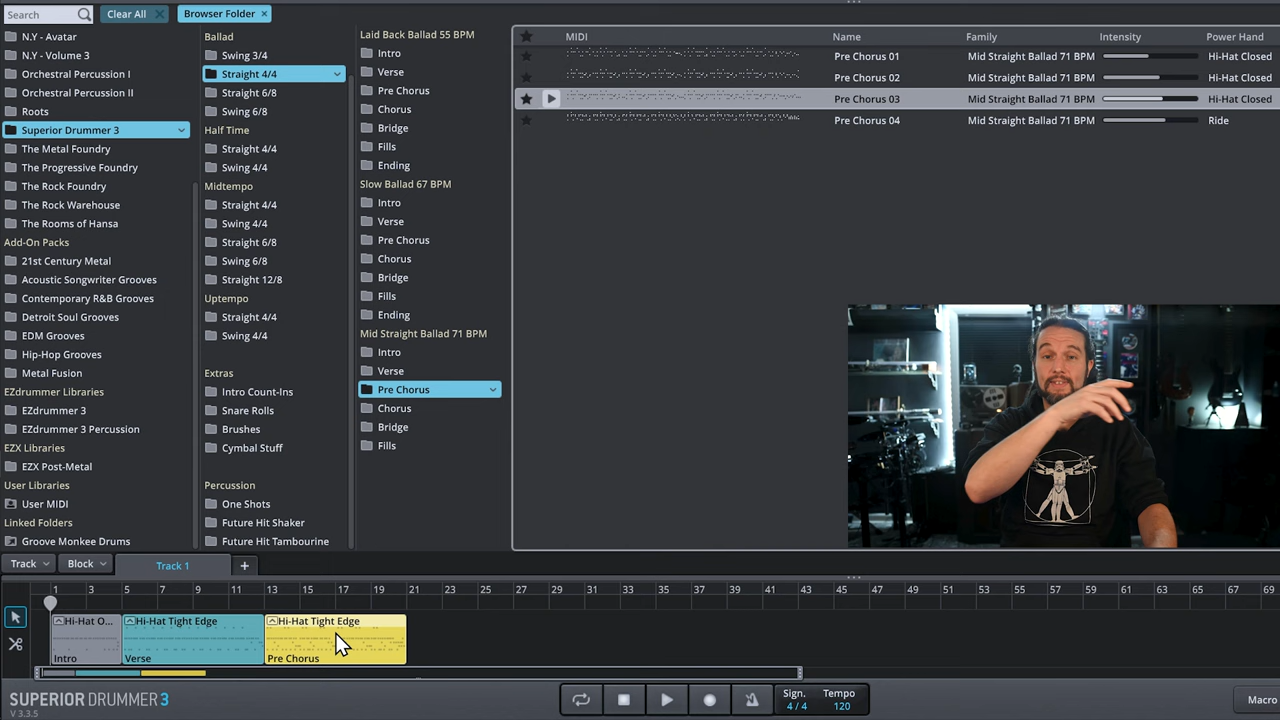 Search
Clear All
Browser Folder
N.Y - Avatar
N.Y - Volume 3
Orchestral Percussion I
Orchestral Percussion II
Roots
Superior Drummer 3
The Metal Foundry
The Progressive Foundry
The Rock Foundry
The Rock Warehouse
The Rooms of Hansa
Add-On Packs
21st Century Metal
Acoustic Songwriter Grooves
Contemporary R&B Grooves
Detroit Soul Grooves
EDM Grooves
Hip-Hop Grooves
Metal Fusion
EZdrummer Libraries
EZdrummer 3
EZdrummer 3 Percussion
EZX Libraries
EZX Post-Metal
User Libraries
User MIDI
Linked Folders
Groove Monkee Drums
Ballad
Swing 3/4
Straight 4/4
Straight 6/8
Swing 6/8
Half Time
Straight 4/4
Swing 4/4
Midtempo
Straight 4/4
Swing 4/4
Straight 6/8
Swing 6/8
Straight 12/8
Uptempo
Straight 4/4
Swing 4/4
Extras
Intro Count-Ins
Snare Rolls
Brushes
Cymbal Stuff
Percussion
One Shots
Future Hit Shaker
Future Hit Tambourine
Laid Back Ballad 55 BPM
Intro
Verse
Pre Chorus
Chorus
Bridge
Fills
Ending
Slow Ballad 67 BPM
Intro
Verse
Pre Chorus
Chorus
Bridge
Fills
Ending
Mid Straight Ballad 71 BPM
Intro
Verse
Pre Chorus
Chorus
Bridge
Fills
MIDI Name Family Intensity Power Hand
Pre Chorus 01 Mid Straight Ballad 71 BPM Hi-Hat Closed
Pre Chorus 02 Mid Straight Ballad 71 BPM Hi-Hat Closed
Pre Chorus 03 Mid Straight Ballad 71 BPM Hi-Hat Closed
Pre Chorus 04 Mid Straight Ballad 71 BPM Ride
Track Block Track 1 +
1 3 5 7 9 11 13 15 17 19 21 23 25 27 29 31 33 35 37 39 41 43 45 47 49 51 53 55 57 59 61 63 65 67 69
Hi-Hat O... Hi-Hat Tight Edge Hi-Hat Tight Edge
Intro Verse Pre Chorus
SUPERIOR DRUMMER 3
V 3.3.5
Sign. Tempo
4/4 120
Macro